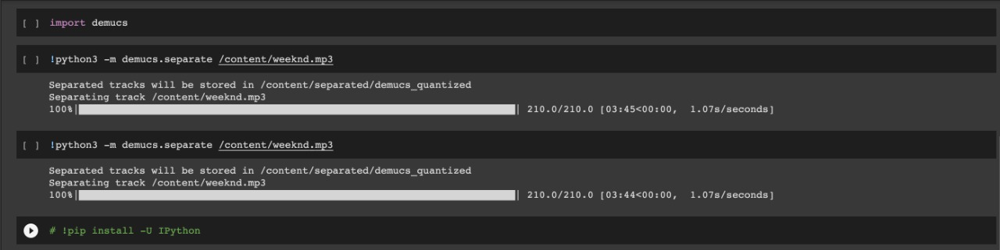 [ ] import demucs
[ ] !python3 -m demucs.separate /content/weeknd.mp3
Separated tracks will be stored in /content/separated/demucs_quantized
Separating track /content/weeknd.mp3
100%| | 210.0/210.0 [03:45<00:00, 1.07s/seconds]
[ ] !python3 -m demucs.separate /content/weeknd.mp3
Separated tracks will be stored in /content/separated/demucs_quantized
Separating track /content/weeknd.mp3
100%| | 210.0/210.0 [03:44<00:00, 1.07s/seconds]
# !pip install -U IPython